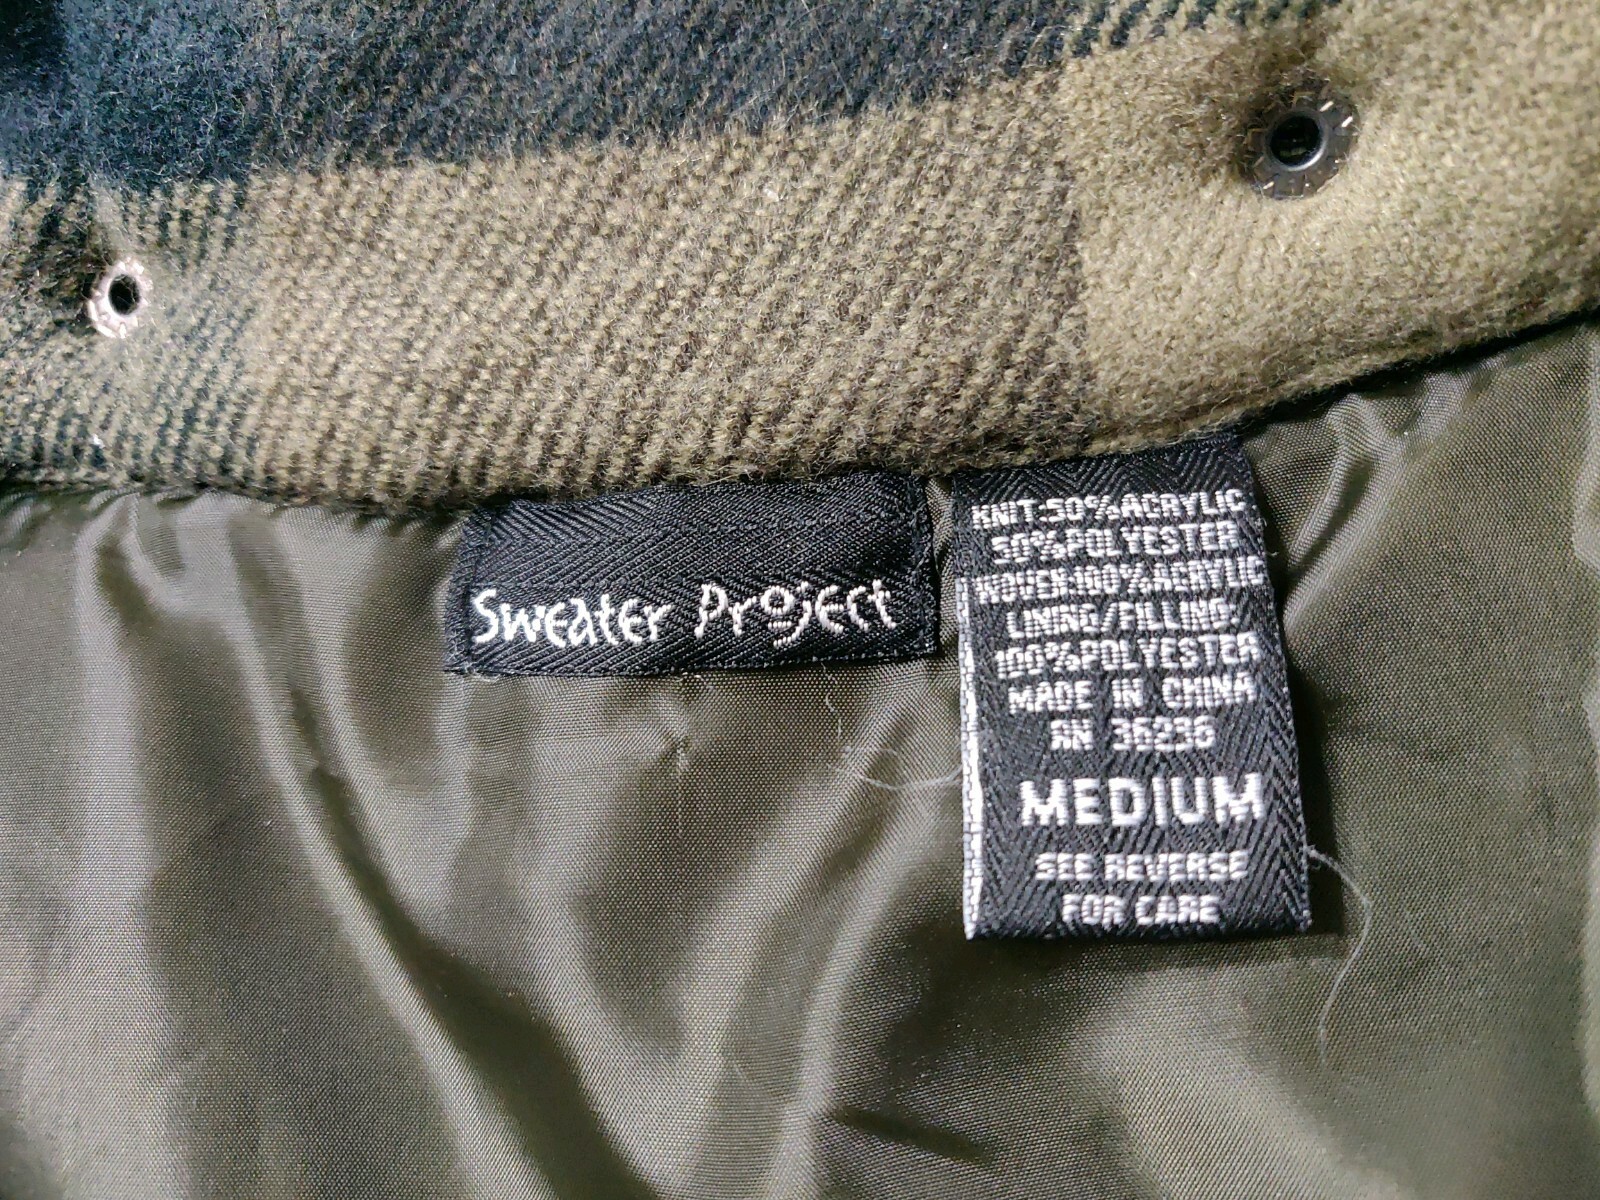 Sweater Project
KNIT-50%ACRYLIC
50%POLYESTER
WOVEN-100%ACRYLIC
LINING/FILLING:
100%POLYESTER
MADE IN CHINA
RN 35236
MEDIUM
SEE REVERSE
FOR CARE